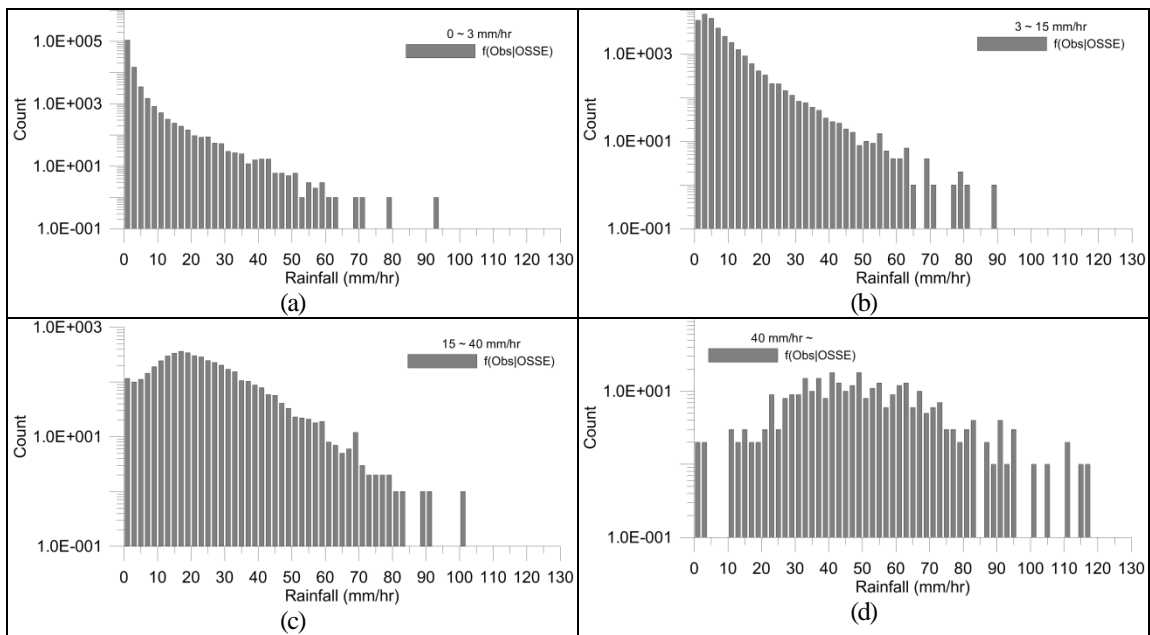 0 ~ 3 mm/hr
f(Obs|OSSE)
1.0E+005
1.0E+003
1.0E+001
1.0E-001
Count
0 10 20 30 40 50 60 70 80 90 100 110 120 130
Rainfall (mm/hr)
(a)
3 ~ 15 mm/hr
f(Obs|OSSE)
1.0E+003
1.0E+001
1.0E-001
Count
0 10 20 30 40 50 60 70 80 90 100 110 120 130
Rainfall (mm/hr)
(b)
15 ~ 40 mm/hr
f(Obs|OSSE)
1.0E+003
1.0E+001
1.0E-001
Count
0 10 20 30 40 50 60 70 80 90 100 110 120 130
Rainfall (mm/hr)
(c)
40 mm/hr ~
f(Obs|OSSE)
1.0E+001
1.0E-001
Count
0 10 20 30 40 50 60 70 80 90 100 110 120 130
Rainfall (mm/hr)
(d)